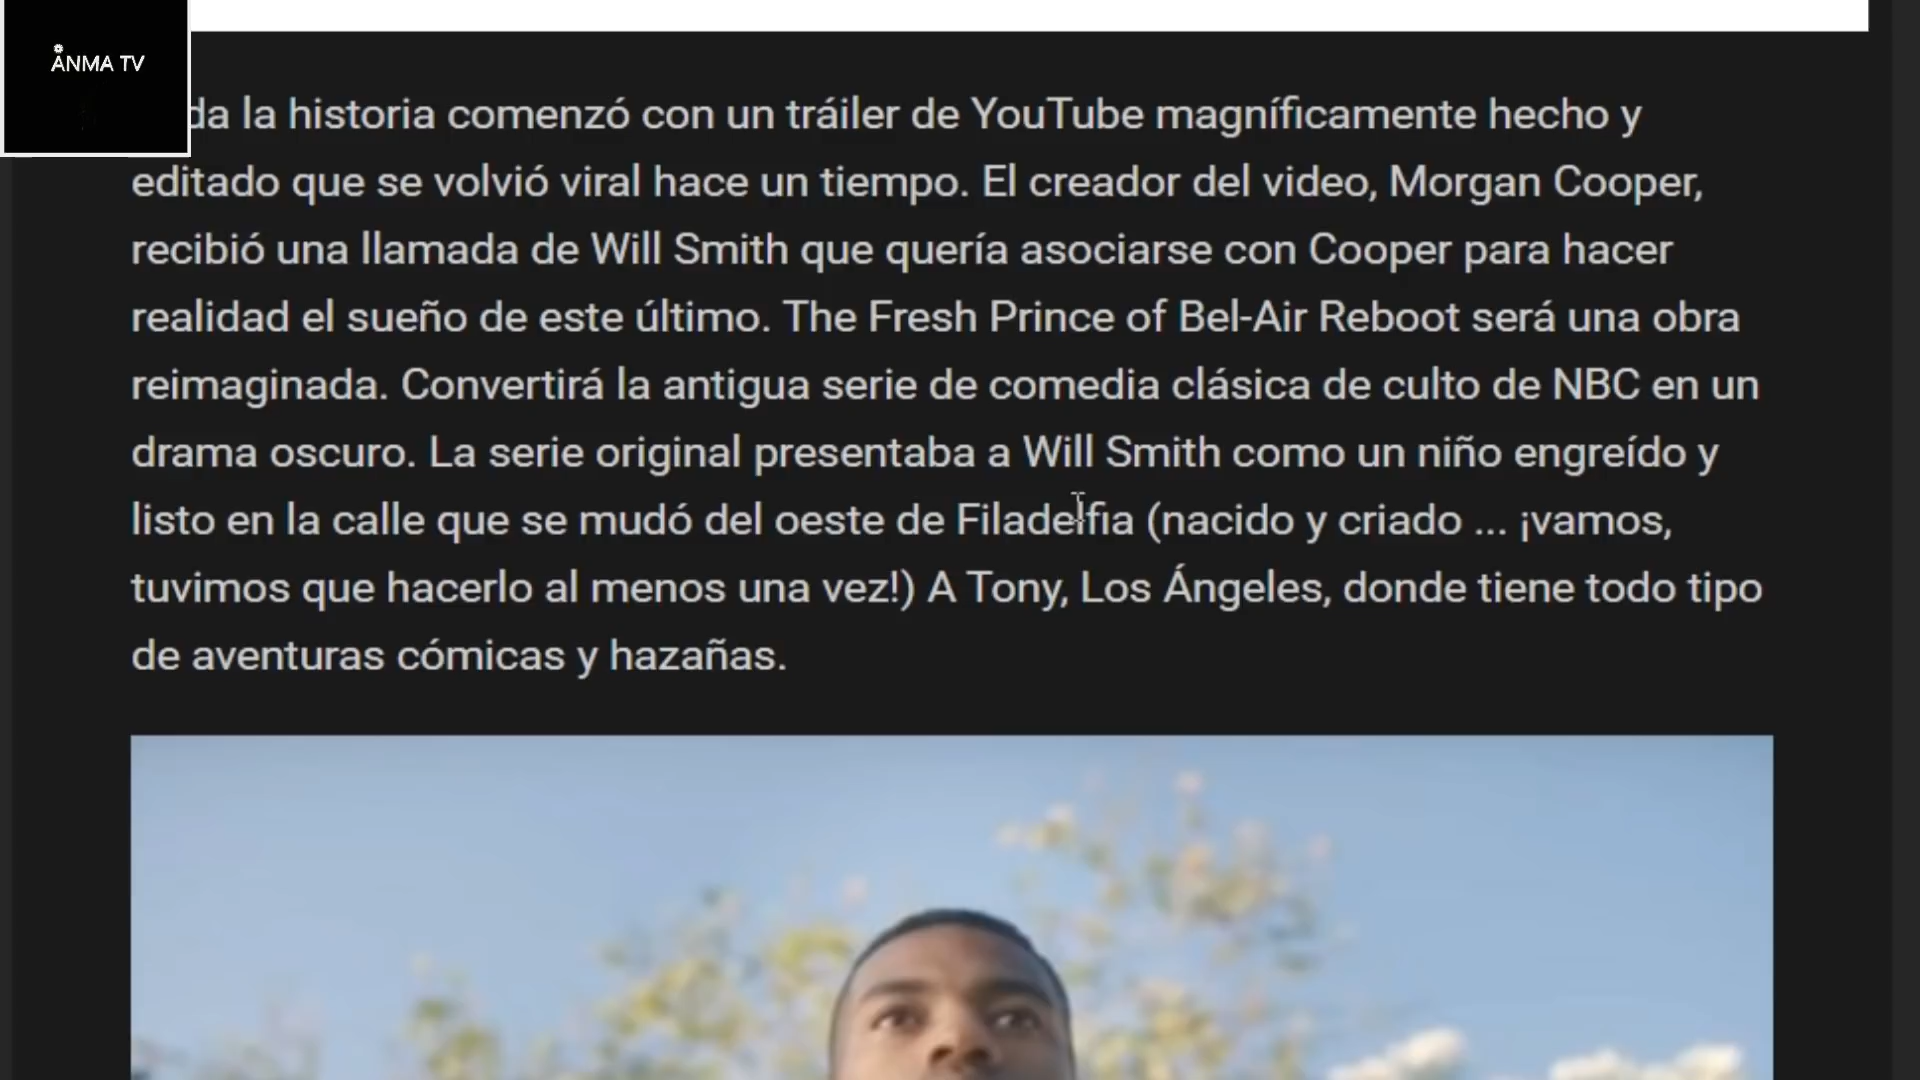 ANMA TV
da la historia comenzó con un tráiler de YouTube magníficamente hecho y
editado que se volvió viral hace un tiempo. El creador del video, Morgan Cooper,
recibió una llamada de Will Smith que quería asociarse con Cooper para hacer
realidad el sueño de este último. The Fresh Prince of Bel-Air Reboot será una obra
reimaginada. Convertirá la antigua serie de comedia clásica de culto de NBC en un
drama oscuro. La serie original presentaba a Will Smith como un niño engreído y
listo en la calle que se mudó del oeste de Filadelfia (nacido y criado ... ¡vamos,
tuvimos que hacerlo al menos una vez!) A Tony, Los Ángeles, donde tiene todo tipo
de aventuras cómicas y hazañas.